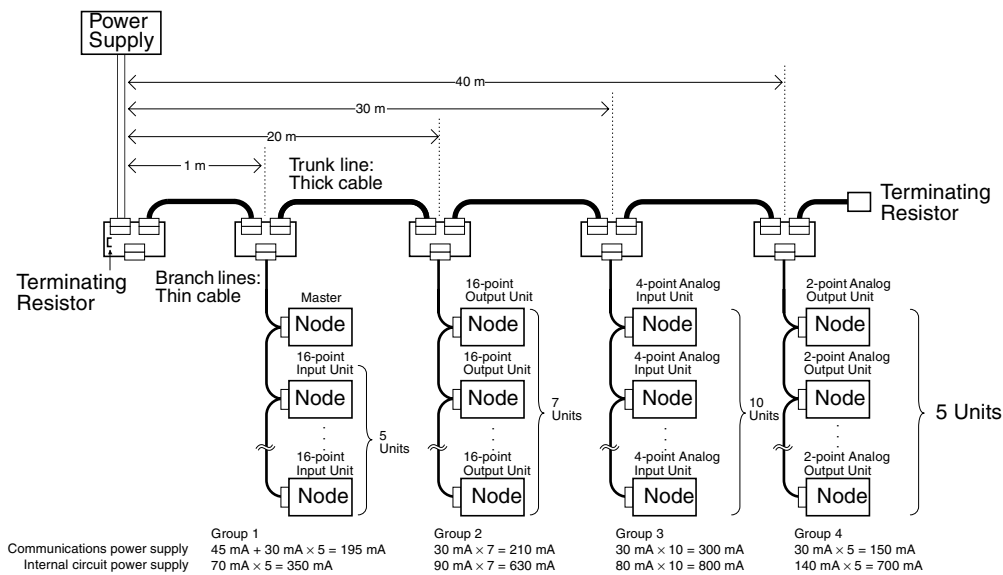 Power
Supply
40 m
30 m
20 m
1 m
Trunk line:
Thick cable
Terminating
Resistor
Terminating
Resistor
Branch lines:
Thin cable
Master
Node
16-point
Input Unit
Node
16-point
Input Unit
Node
5
Units
16-point
Output Unit
Node
16-point
Output Unit
Node
16-point
Output Unit
Node
7
Units
4-point Analog
Input Unit
Node
4-point Analog
Input Unit
Node
4-point Analog
Input Unit
Node
10
Units
2-point Analog
Output Unit
Node
2-point Analog
Output Unit
Node
2-point Analog
Output Unit
Node
5 Units
Group 1 Group 2 Group 3 Group 4
Communications power supply 45 mA + 30 mA × 5 = 195 mA 30 mA × 7 = 210 mA 30 mA × 10 = 300 mA 30 mA × 5 = 150 mA
Internal circuit power supply 70 mA × 5 = 350 mA 90 mA × 7 = 630 mA 80 mA × 10 = 800 mA 140 mA × 5 = 700 mA